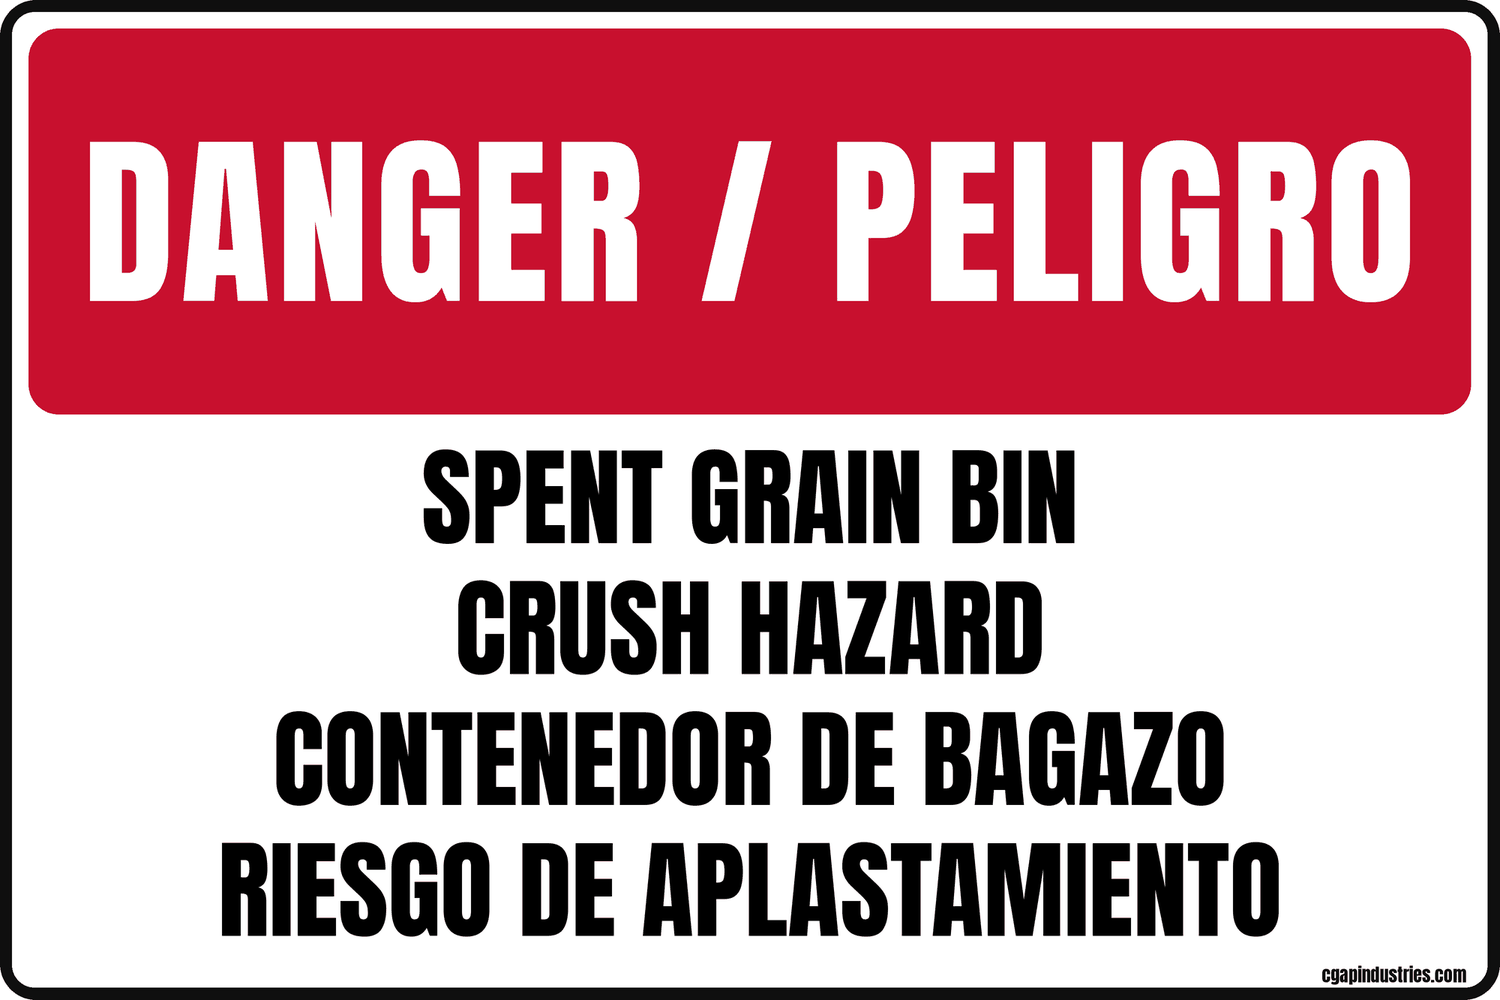 DANGER / PELIGRO
SPENT GRAIN BIN
CRUSH HAZARD
CONTENEDOR DE BAGAZO
RIESGO DE APLASTAMIENTO
cgapindustries.com